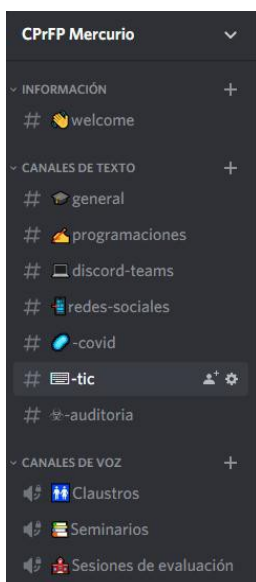 CPrFP Mercurio
INFORMACIÓN
# 👋welcome
CANALES DE TEXTO
# 🎓general
# ✍programaciones
# 💻discord-teams
# 📲redes-sociales
# 🧼-covid
# ⌨-tic
# ☣-auditoria
CANALES DE VOZ
🚻Claustros
📚Seminarios
🏫Sesiones de evaluación